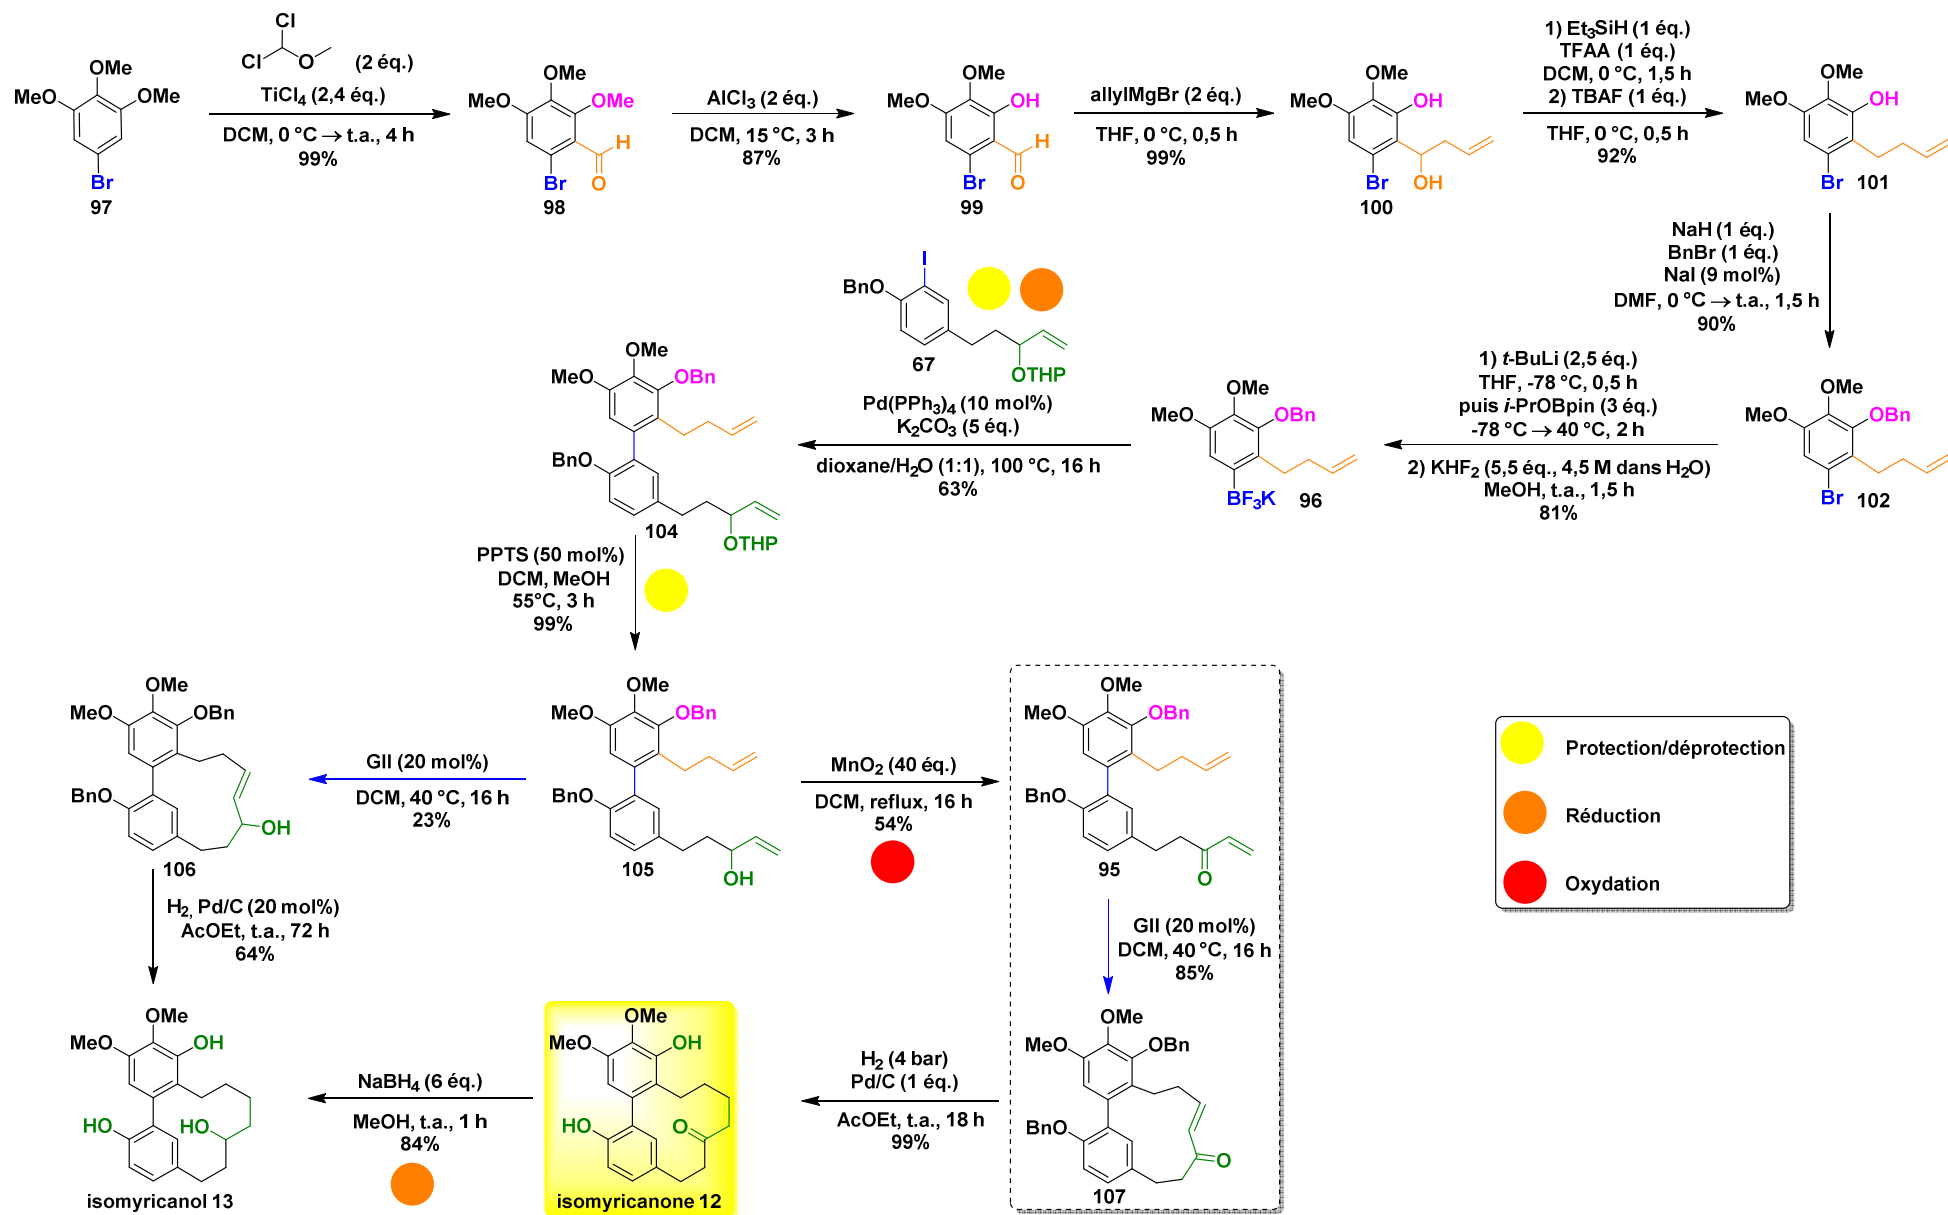 Cl
Cl
O
(2 éq.)
TiCl4 (2,4 éq.)
DCM, 0 °C → t.a., 4 h
99%
OMe
MeO
OMe
Br
97
OMe
MeO
OMe
H
Br
O
98
AlCl3 (2 éq.)
DCM, 15 °C, 3 h
87%
OMe
MeO
OH
H
Br
O
99
allylMgBr (2 éq.)
THF, 0 °C, 0,5 h
99%
OMe
MeO
OH
Br
OH
100
1) Et3SiH (1 éq.)
TFAA (1 éq.)
DCM, 0 °C, 1,5 h
2) TBAF (1 éq.)
THF, 0 °C, 0,5 h
92%
OMe
MeO
OH
Br
101
NaH (1 éq.)
BnBr (1 éq.)
NaI (9 mol%)
DMF, 0 °C → t.a., 1,5 h
90%
OMe
MeO
OBn
Br
102
1) t-BuLi (2,5 éq.)
THF, -78 °C, 0,5 h
puis i-PrOBpin (3 éq.)
-78 °C → 40 °C, 2 h
2) KHF2 (5,5 éq., 4,5 M dans H2O)
MeOH, t.a., 1,5 h
81%
OMe
MeO
OBn
BF3K
96
I
BnO
67
OTHP
Pd(PPh3)4 (10 mol%)
K2CO3 (5 éq.)
dioxane/H2O (1:1), 100 °C, 16 h
63%
OMe
MeO
OBn
BnO
104
OTHP
PPTS (50 mol%)
DCM, MeOH
55°C, 3 h
99%
OMe
MeO
OBn
BnO
105
OH
GII (20 mol%)
DCM, 40 °C, 16 h
23%
OMe
MeO
OBn
BnO
OH
106
MnO2 (40 éq.)
DCM, reflux, 16 h
54%
OMe
MeO
OBn
BnO
95
O
GII (20 mol%)
DCM, 40 °C, 16 h
85%
OMe
MeO
OBn
BnO
O
107
H2 (4 bar)
Pd/C (1 éq.)
AcOEt, t.a., 18 h
99%
OMe
MeO
OH
HO
O
isomyricanone 12
NaBH4 (6 éq.)
MeOH, t.a., 1 h
84%
H2, Pd/C (20 mol%)
AcOEt, t.a., 72 h
64%
OMe
MeO
OH
HO
HO
isomyricanol 13
Protection/déprotection
Réduction
Oxydation